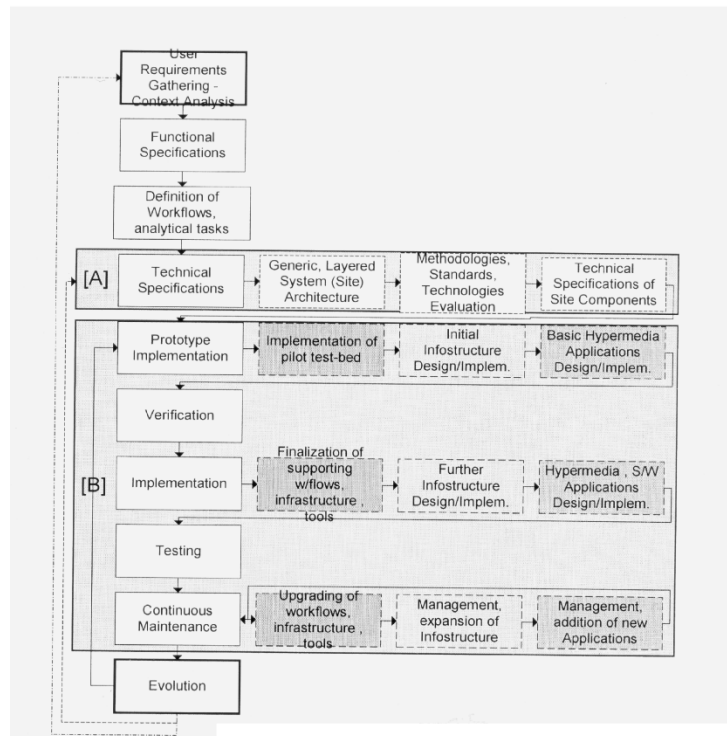 User
Requirements
Gathering -
Context Analysis
Functional
Specifications
Definition of
Workflows,
analytical tasks
[A]
Technical
Specifications
Generic, Layered
System (Site)
Architecture
Methodologies,
Standards,
Technologies
Evaluation
Technical
Specifications of
Site Components
[B]
Prototype
Implementation
Implementation of
pilot test-bed
Initial
Infostructure
Design/Implem.
Basic Hypermedia
Applications
Design/Implem.
Verification
Implementation
Finalization of
supporting
w/flows,
infrastructure ,
tools
Further
Infostructure
Design/Implem.
Hypermedia , S/W
Applications
Design/Implem.
Testing
Continuous
Maintenance
Upgrading of
workflows,
infrastructure ,
tools
Management,
expansion of
Infostructure
Management,
addition of new
Applications
Evolution